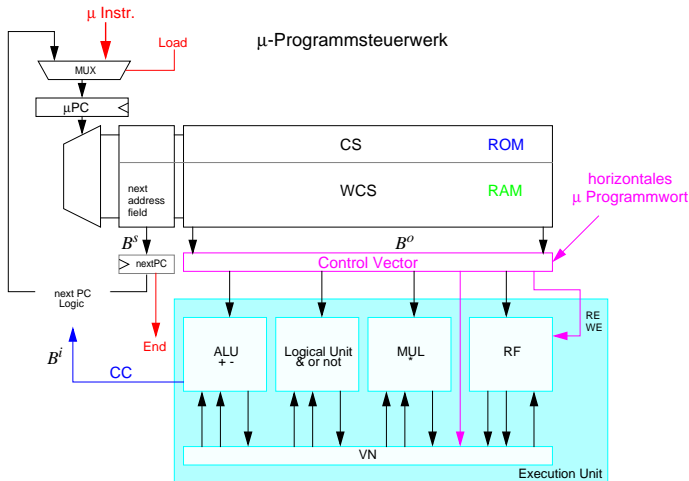 μ Instr.
μ-Programmsteuerwerk
Load
MUX
μPC
CS
ROM
WCS
RAM
next
address
field
horizontales
μ Programmwort
B^s
B^o
nextPC
Control Vector
next PC
Logic
End
RE
WE
B^i
CC
ALU
+ -
Logical Unit
& or not
MUL
*
RF
VN
Execution Unit